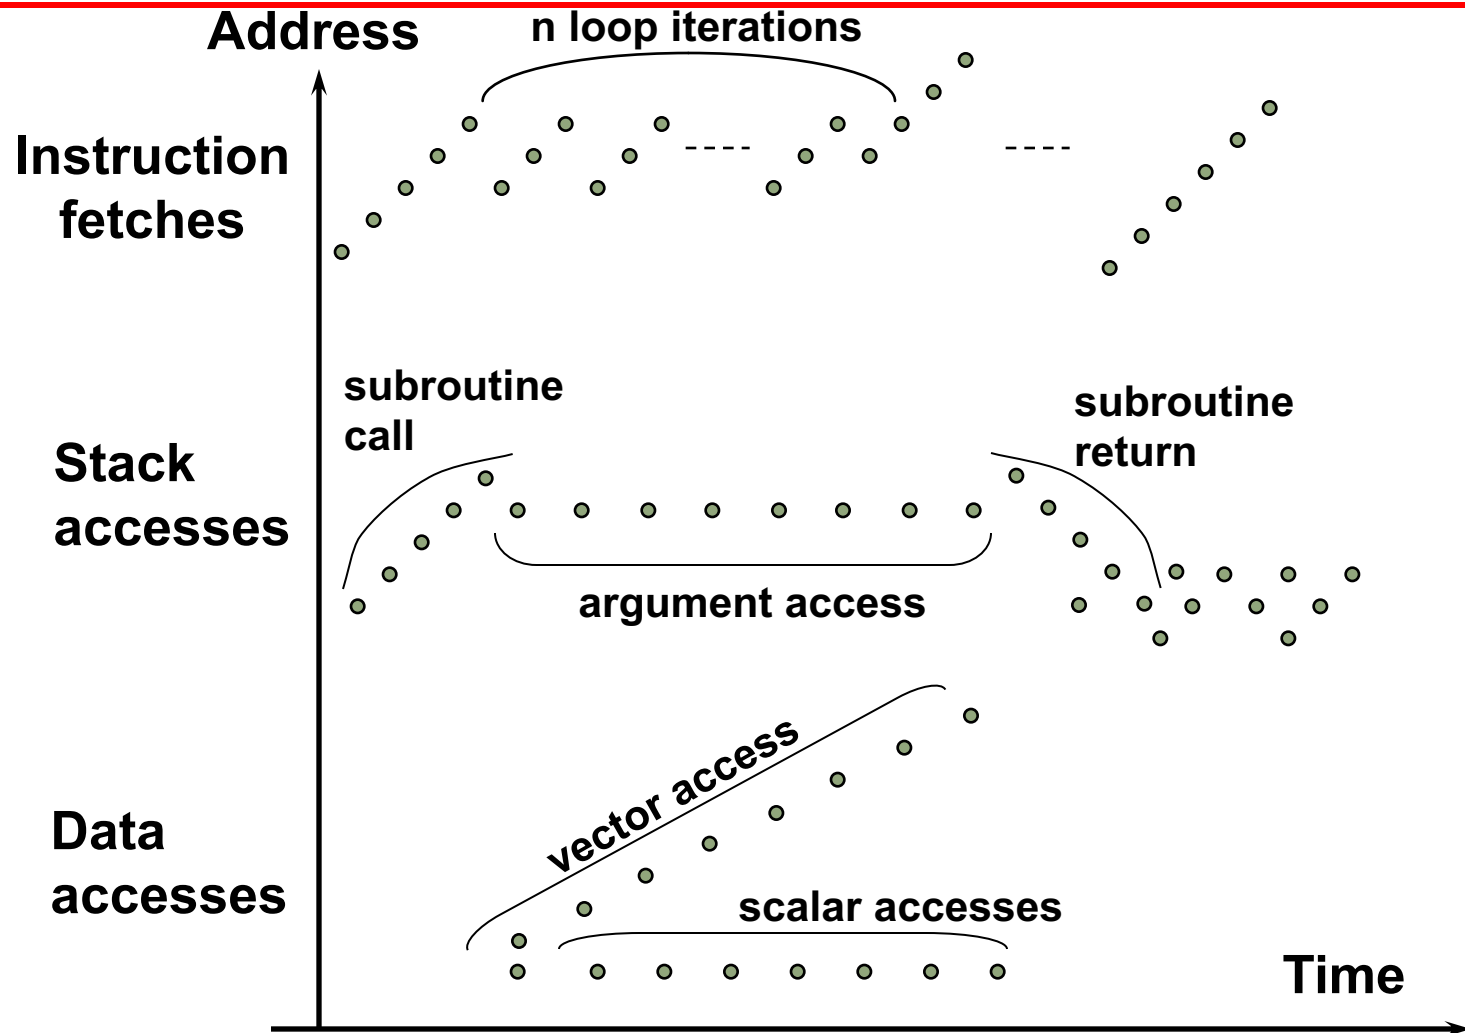 Address
n loop iterations
Instruction
fetches
subroutine
call
subroutine
return
Stack
accesses
argument access
vector access
Data
accesses
scalar accesses
Time